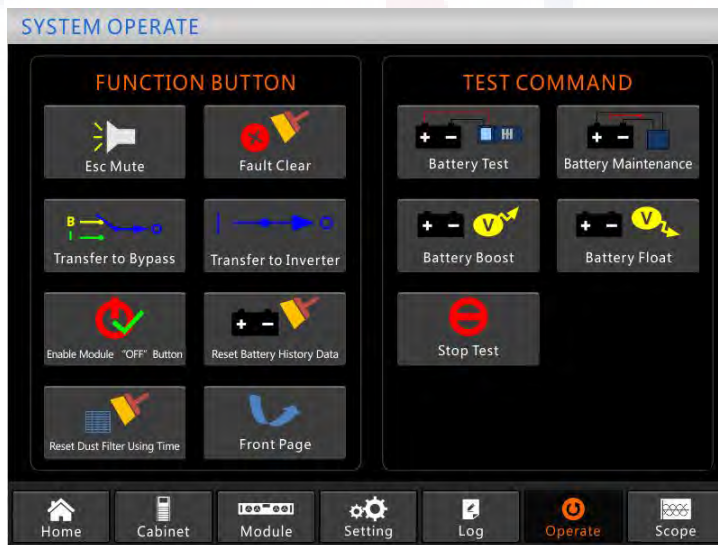 SYSTEM OPERATE
FUNCTION BUTTON
Esc Mute
Fault Clear
B
I
Transfer to Bypass
Transfer to Inverter
Enable Module “OFF” Button
Reset Battery History Data
Reset Dust Filter Using Time
Front Page
TEST COMMAND
Battery Test
Battery Maintenance
V
Battery Boost
V
Battery Float
Stop Test
Home
Cabinet
Module
Setting
Log
Operate
Scope